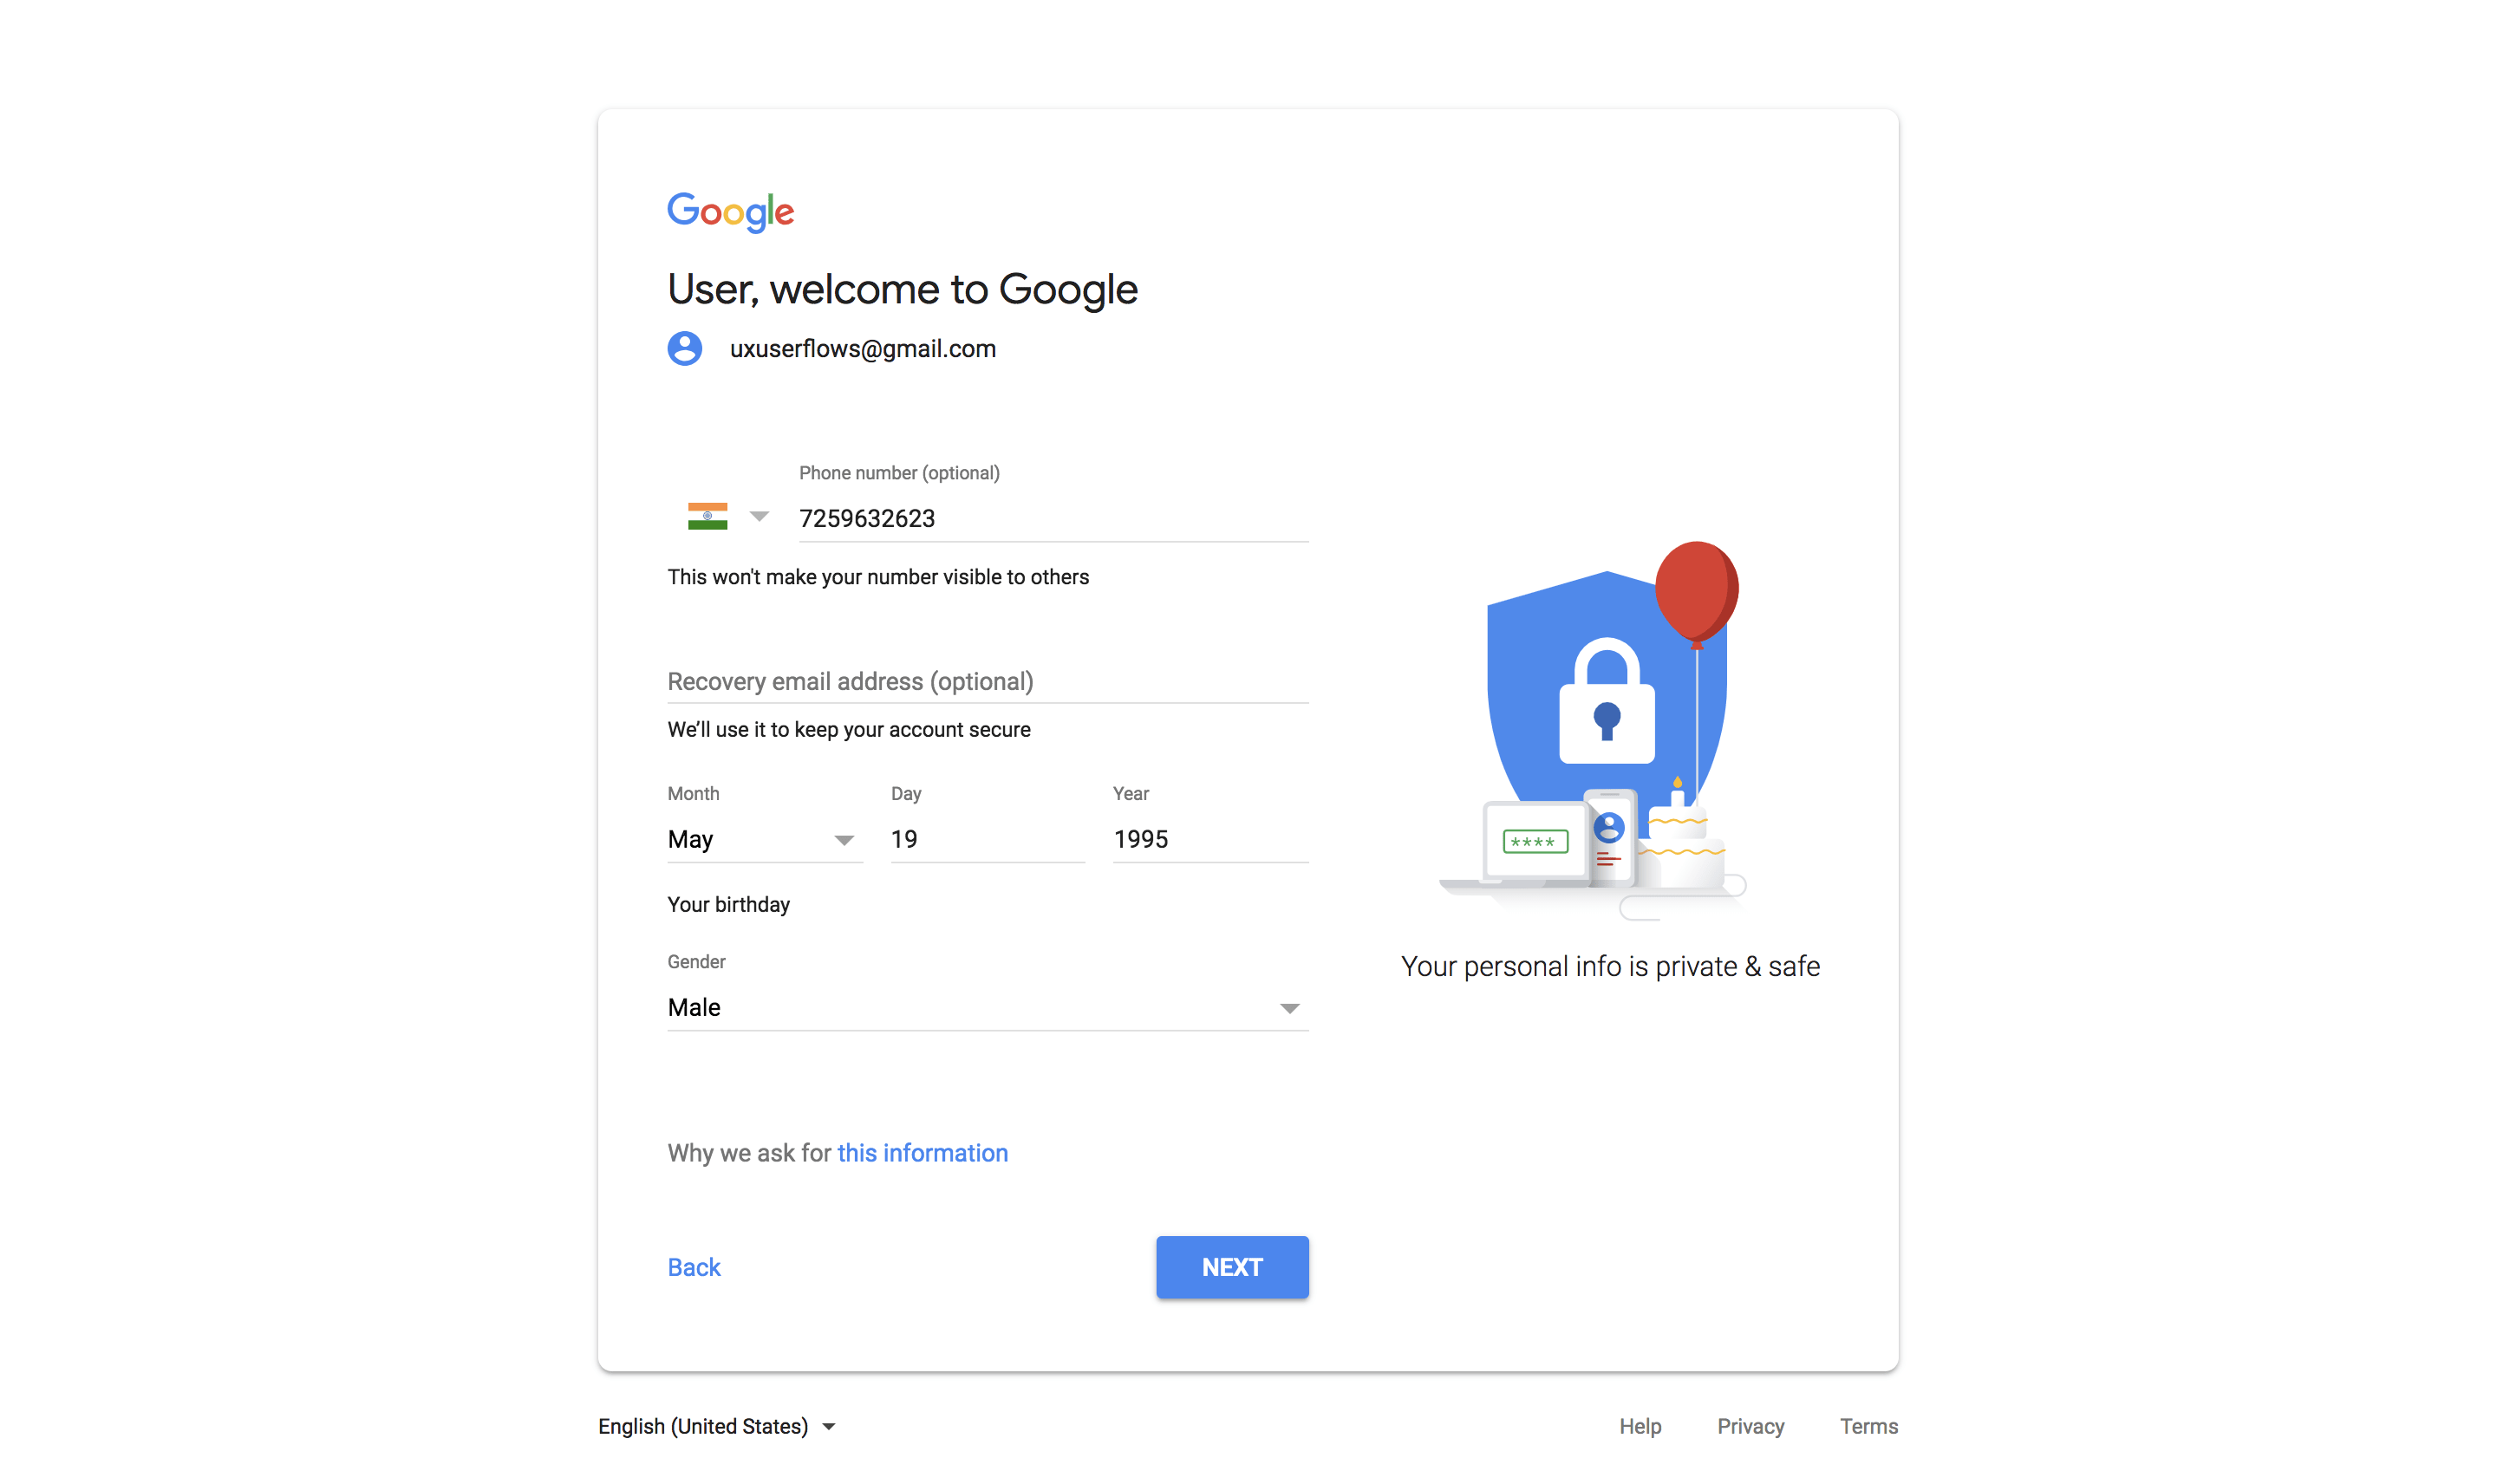 Google
User, welcome to Google
uxuserflows@gmail.com
Phone number (optional)
7259632623
This won't make your number visible to others
Recovery email address (optional)
We’ll use it to keep your account secure
Month Day Year
May 19 1995
Your birthday
Gender
Male
****
Your personal info is private & safe
Why we ask for this information
Back NEXT
English (United States) Help Privacy Terms